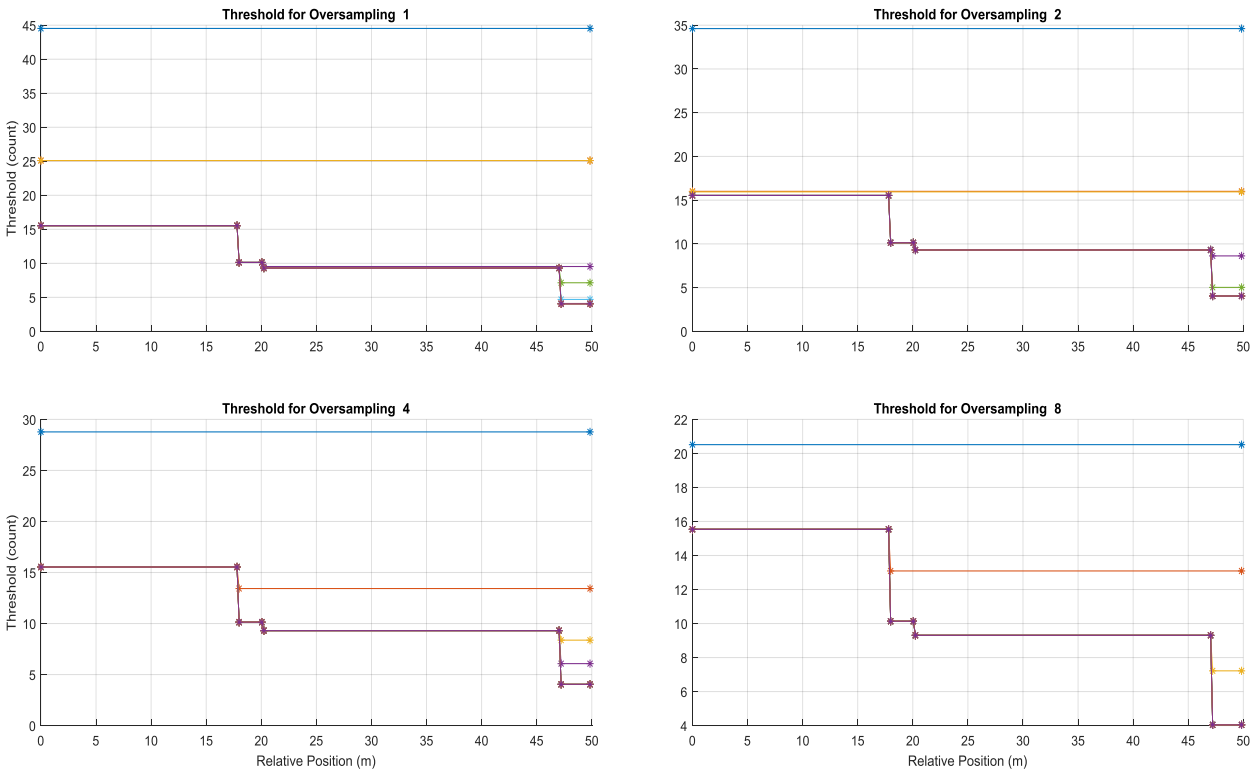 Threshold for Oversampling 1
45
40
35
30
25
20
15
10
5
0
Threshold (count)
0 5 10 15 20 25 30 35 40 45 50
Threshold for Oversampling 2
35
30
25
20
15
10
5
0
0 5 10 15 20 25 30 35 40 45 50
Threshold for Oversampling 4
30
25
20
15
10
5
0
Threshold (count)
0 5 10 15 20 25 30 35 40 45 50
Relative Position (m)
Threshold for Oversampling 8
22
20
18
16
14
12
10
8
6
4
0 5 10 15 20 25 30 35 40 45 50
Relative Position (m)